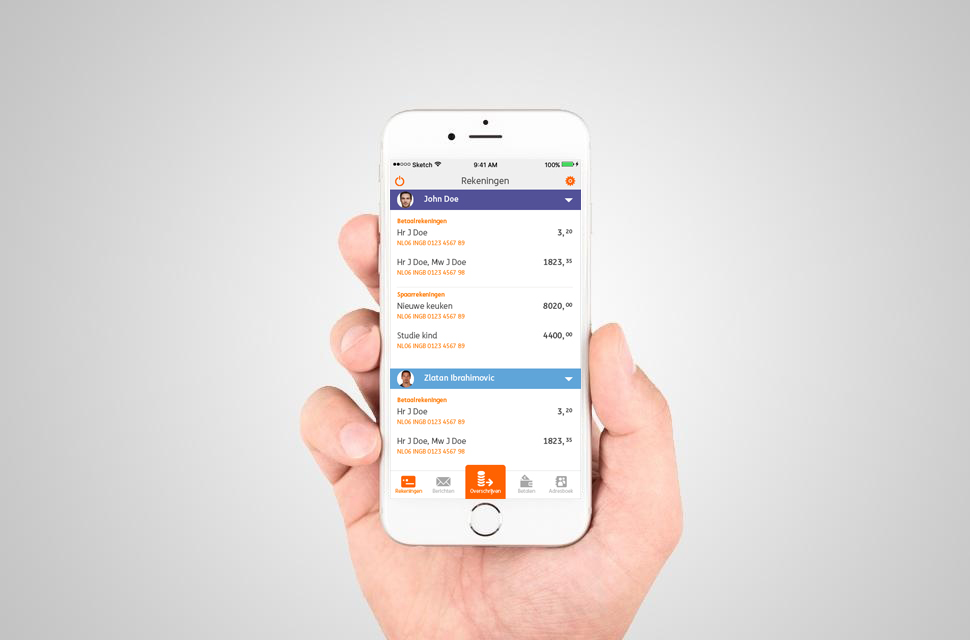 Sketch 9:41 AM 100%
Rekeningen
John Doe
Betaalrekeningen
Hr J Doe 3,20
NL06 INGB 0123 4567 89
Hr J Doe, Mw J Doe 1823,35
NL06 INGB 0123 4567 98
Spaarrekeningen
Nieuwe keuken 8020,00
NL06 INGB 0123 4567 89
Studie kind 4400,00
NL06 INGB 0123 4567 89
Zlatan Ibrahimovic
Betaalrekeningen
Hr J Doe 3,20
NL06 INGB 0123 4567 89
Hr J Doe, Mw J Doe 1823,35
NL06 INGB 0123 4567 98
Rekeningen Berichten Overschrijven Betalen Adresboek